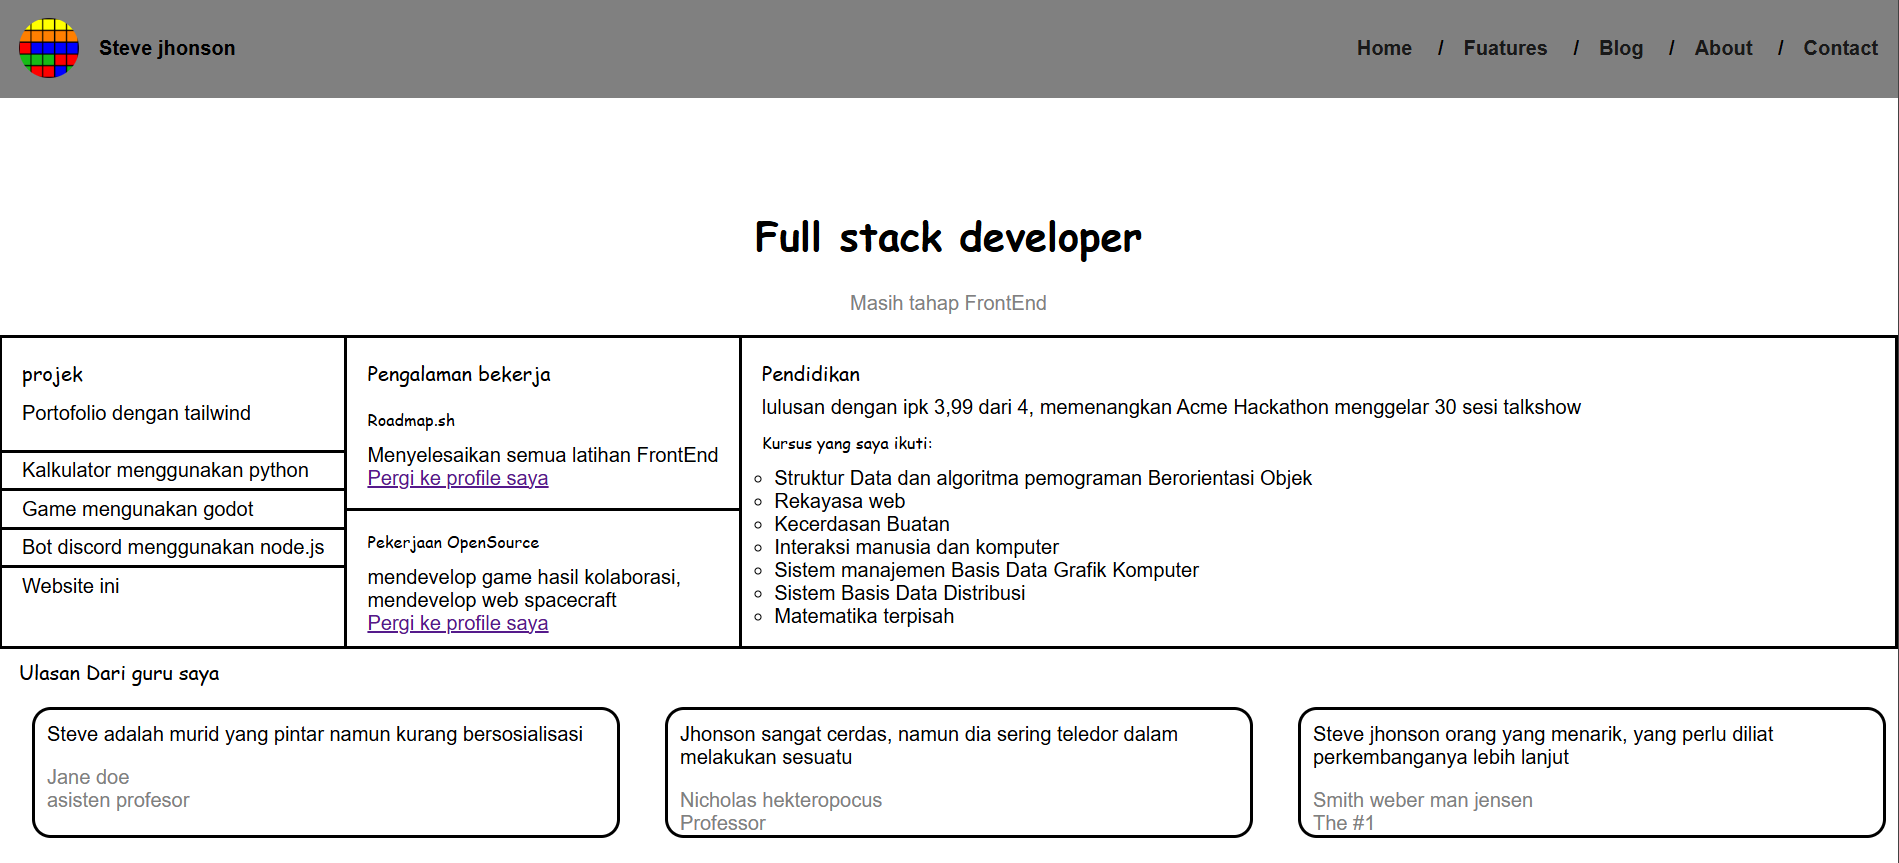 Steve jhonson
Home / Fuatures / Blog / About / Contact
Full stack developer
Masih tahap FrontEnd
projek
Portofolio dengan tailwind
Kalkulator menggunakan python
Game mengunakan godot
Bot discord menggunakan node.js
Website ini
Pengalaman bekerja
Roadmap.sh
Menyelesaikan semua latihan FrontEnd
Pergi ke profile saya
Pekerjaan OpenSource
mendevelop game hasil kolaborasi,
mendevelop web spacecraft
Pergi ke profile saya
Pendidikan
lulusan dengan ipk 3,99 dari 4, memenangkan Acme Hackathon menggelar 30 sesi talkshow
Kursus yang saya ikuti:
Struktur Data dan algoritma pemograman Berorientasi Objek
Rekayasa web
Kecerdasan Buatan
Interaksi manusia dan komputer
Sistem manajemen Basis Data Grafik Komputer
Sistem Basis Data Distribusi
Matematika terpisah
Ulasan Dari guru saya
Steve adalah murid yang pintar namun kurang bersosialisasi
Jane doe
asisten profesor
Jhonson sangat cerdas, namun dia sering teledor dalam
melakukan sesuatu
Nicholas hekteropocus
Professor
Steve jhonson orang yang menarik, yang perlu diliat
perkembanganya lebih lanjut
Smith weber man jensen
The #1